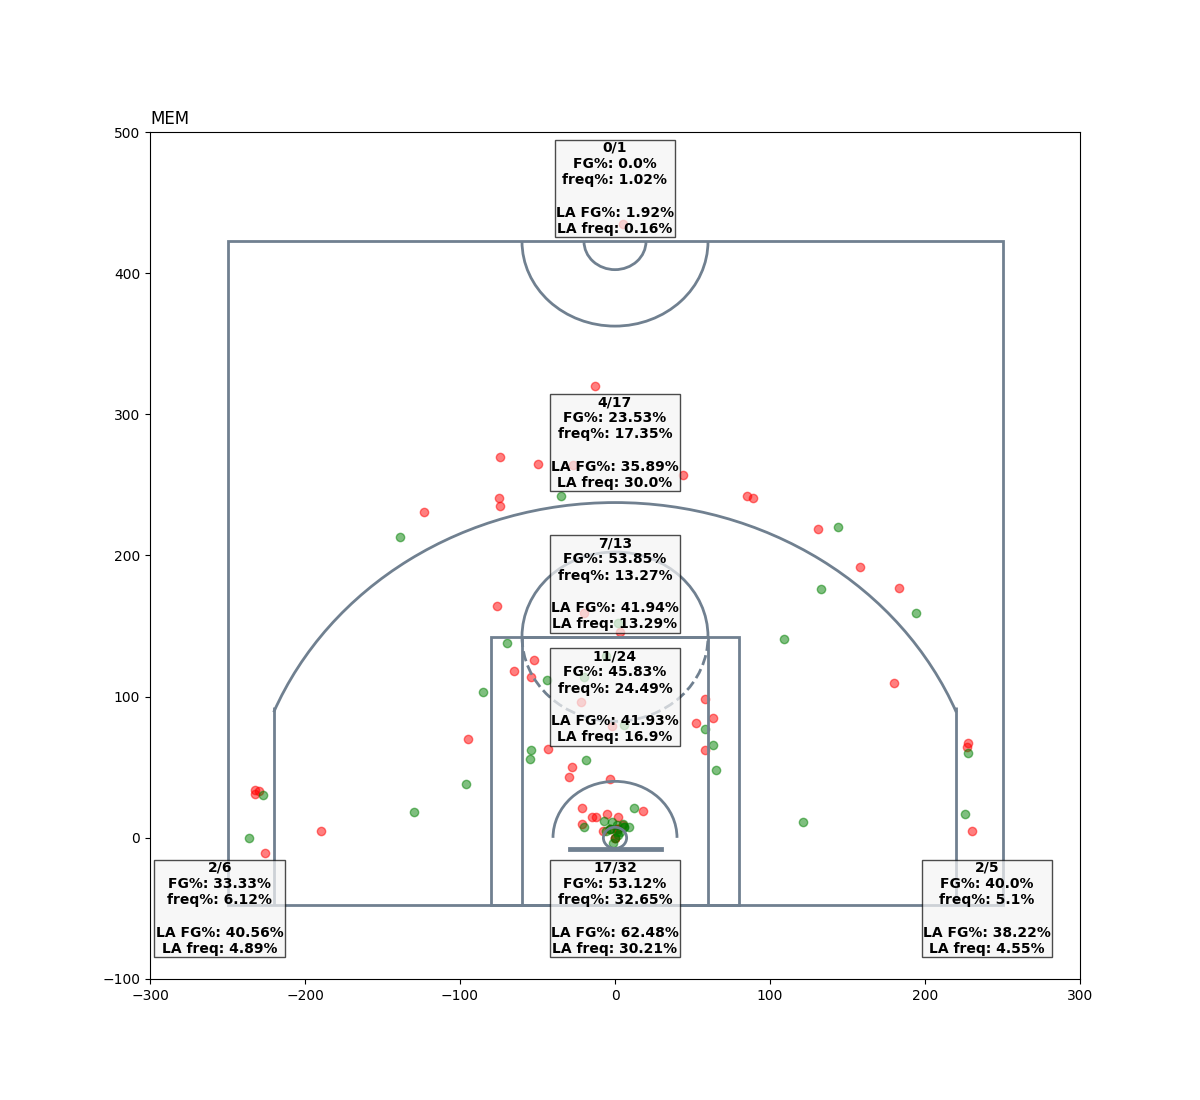 MEM
500
0/1
FG%: 0.0%
freq%: 1.02%
LA FG%: 1.92%
LA freq: 0.16%
400
300
4/17
FG%: 23.53%
freq%: 17.35%
LA FG%: 35.89%
LA freq: 30.0%
200
7/13
FG%: 53.85%
freq%: 13.27%
LA FG%: 41.94%
LA freq: 13.29%
100
11/24
FG%: 45.83%
freq%: 24.49%
LA FG%: 41.93%
LA freq: 16.9%
0
2/6
FG%: 33.33%
freq%: 6.12%
LA FG%: 40.56%
LA freq: 4.89%
17/32
FG%: 53.12%
freq%: 32.65%
LA FG%: 62.48%
LA freq: 30.21%
2/5
FG%: 40.0%
freq%: 5.1%
LA FG%: 38.22%
LA freq: 4.55%
−100
−300 −200 −100 0 100 200 300